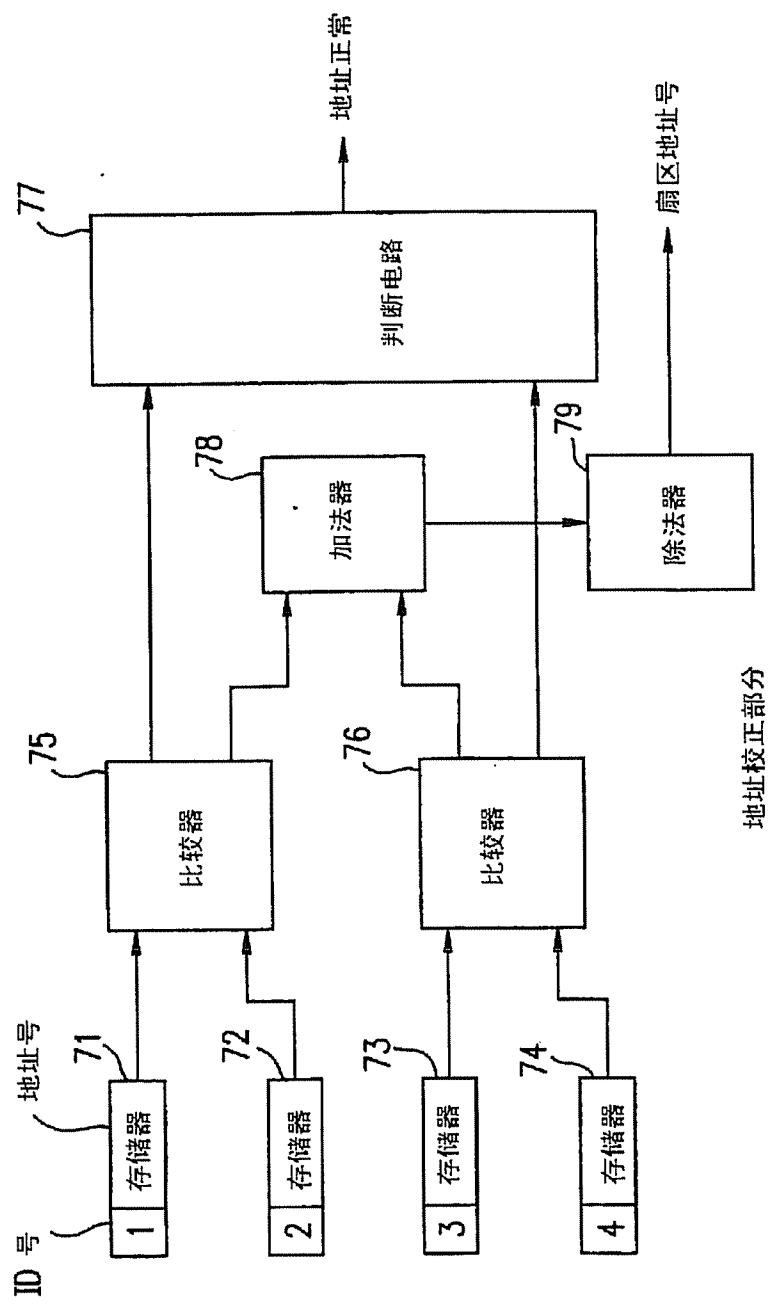 ID 号
地址号
1
存储器
71
2
存储器
72
3
存储器
73
4
存储器
74
比较器
75
比较器
76
加法器
78
除法器
79
判断电路
77
地址正常
扇区地址号
地址校正部分